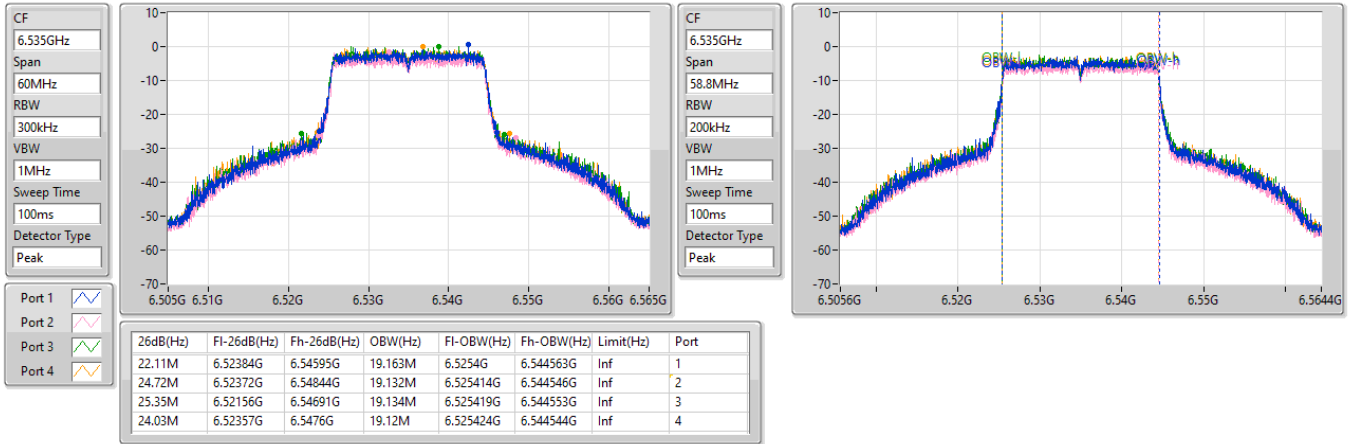 CF
6.535GHz
Span
60MHz
RBW
300kHz
VBW
1MHz
Sweep Time
100ms
Detector Type
Peak
10
0
-10
-20
-30
-40
-50
-60
-70
6.505G 6.51G 6.52G 6.53G 6.54G 6.55G 6.56G 6.565G
CF
6.535GHz
Span
58.8MHz
RBW
200kHz
VBW
1MHz
Sweep Time
100ms
Detector Type
Peak
10
0
-10
-20
-30
-40
-50
-60
-70
OBW-h
6.5056G 6.52G 6.53G 6.54G 6.55G 6.5644G
Port 1
Port 2
Port 3
Port 4
26dB(Hz) Fl-26dB(Hz) Fh-26dB(Hz) OBW(Hz) Fl-OBW(Hz) Fh-OBW(Hz) Limit(Hz) Port
22.11M 6.52384G 6.54595G 19.163M 6.5254G 6.544563G Inf 1
24.72M 6.52372G 6.54844G 19.132M 6.525414G 6.544546G Inf 2
25.35M 6.52156G 6.54691G 19.134M 6.525419G 6.544553G Inf 3
24.03M 6.52357G 6.5476G 19.12M 6.525424G 6.544544G Inf 4